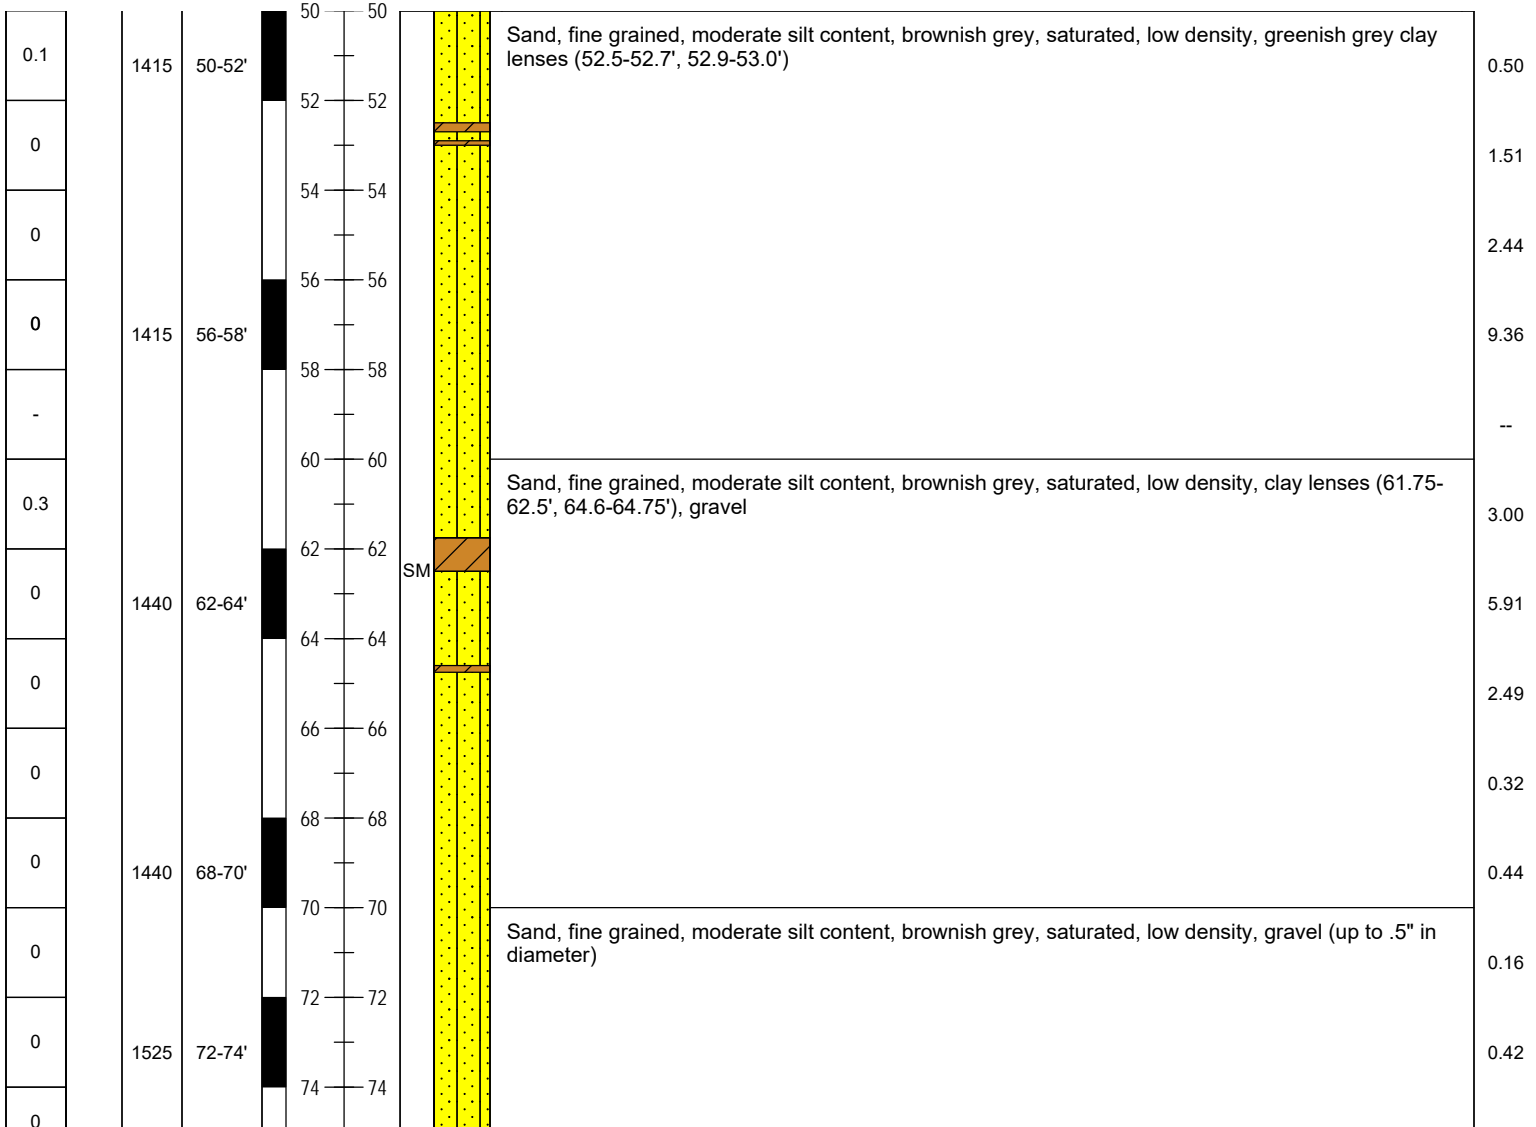 50 50
Sand, fine grained, moderate silt content, brownish grey, saturated, low density, greenish grey clay
lenses (52.5-52.7', 52.9-53.0')
0.1 1415 50-52' 0.50
52 52
0 1.51
54 54
0 2.44
56 56
0 1415 56-58' 9.36
58 58
- --
60 60
Sand, fine grained, moderate silt content, brownish grey, saturated, low density, clay lenses (61.75-
62.5', 64.6-64.75'), gravel
0.3 3.00
62 62
SM
0 1440 62-64' 5.91
64 64
0 2.49
66 66
0 0.32
68 68
0 1440 68-70' 0.44
70 70
Sand, fine grained, moderate silt content, brownish grey, saturated, low density, gravel (up to .5" in
diameter)
0 0.16
72 72
0 1525 72-74' 0.42
74 74
0